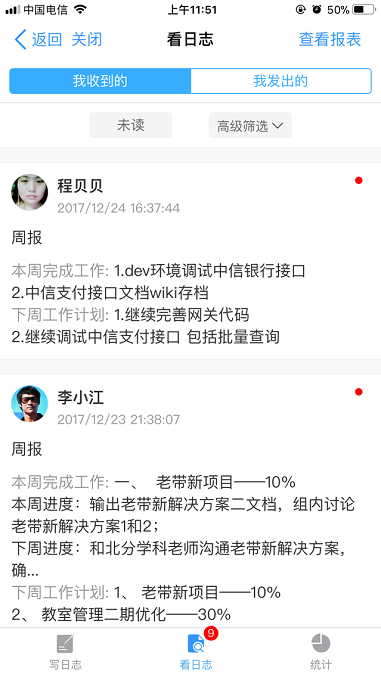 中国电信 上午11:51 50%
返回 关闭 看日志 查看报表
我收到的 我发出的
未读 高级筛选
程贝贝
2017/12/24 16:37:44
周报
本周完成工作: 1.dev环境调试中信银行接口
2.中信支付接口文档wiki存档
下周工作计划: 1.继续完善网关代码
2.继续调试中信支付接口 包括批量查询
李小江
2017/12/23 21:38:07
周报
本周完成工作: 一、 老带新项目——10%
本周进度：输出老带新解决方案二文档，组内讨论
老带新解决方案1和2；
下周进度：和北分学科老师沟通老带新解决方案，
确...
下周工作计划: 1、 老带新项目——10%
2、 教室管理二期优化——30%
9
写日志 看日志 统计